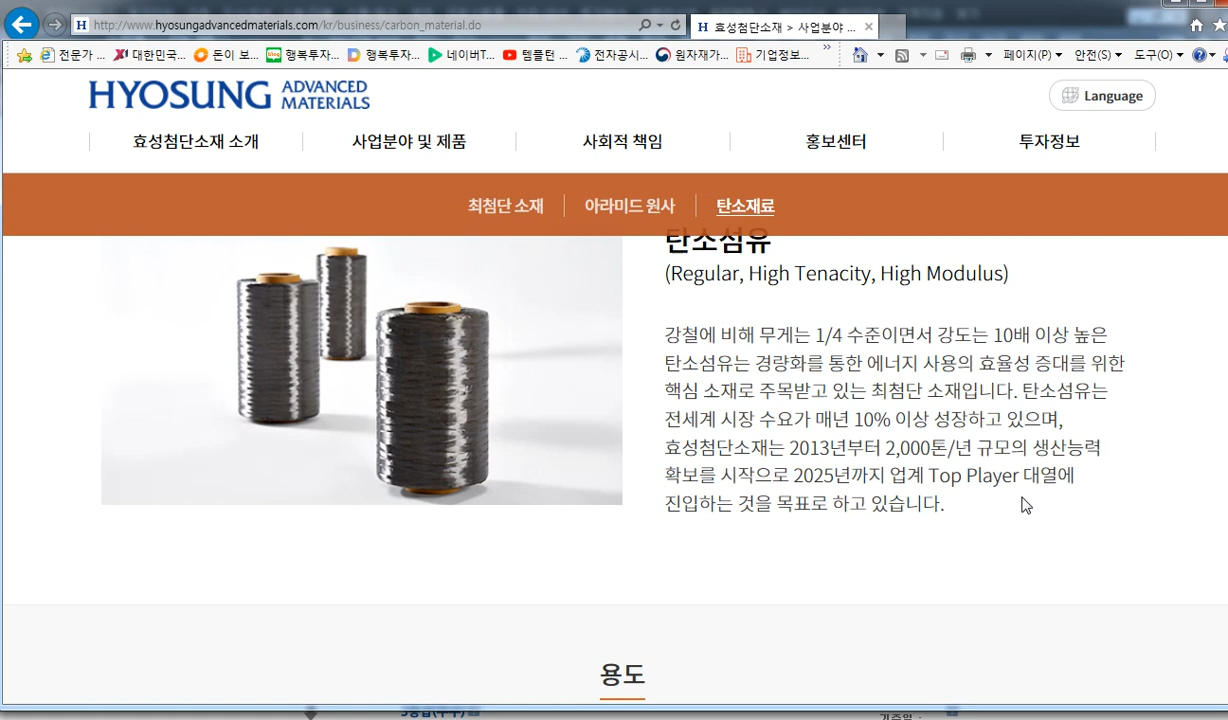 http://www.hyosungadvancedmaterials.com/kr/business/carbon_material.do
효성첨단소재 > 사업분야 ...
전문가 ...
대한민국...
돈이 보...
행복투자...
행복투자...
네이버T...
템플턴 ...
전자공시...
원자재가...
기업정보...
페이지(P)
안전(S)
도구(O)
HYOSUNG ADVANCED MATERIALS
Language
효성첨단소재 소개
사업분야 및 제품
사회적 책임
홍보센터
투자정보
최첨단 소재
아라미드 원사
탄소재료
탄소섬유
(Regular, High Tenacity, High Modulus)
강철에 비해 무게는 1/4 수준이면서 강도는 10배 이상 높은
탄소섬유는 경량화를 통한 에너지 사용의 효율성 증대를 위한
핵심 소재로 주목받고 있는 최첨단 소재입니다. 탄소섬유는
전세계 시장 수요가 매년 10% 이상 성장하고 있으며,
효성첨단소재는 2013년부터 2,000톤/년 규모의 생산능력
확보를 시작으로 2025년까지 업계 Top Player 대열에
진입하는 것을 목표로 하고 있습니다.
용도